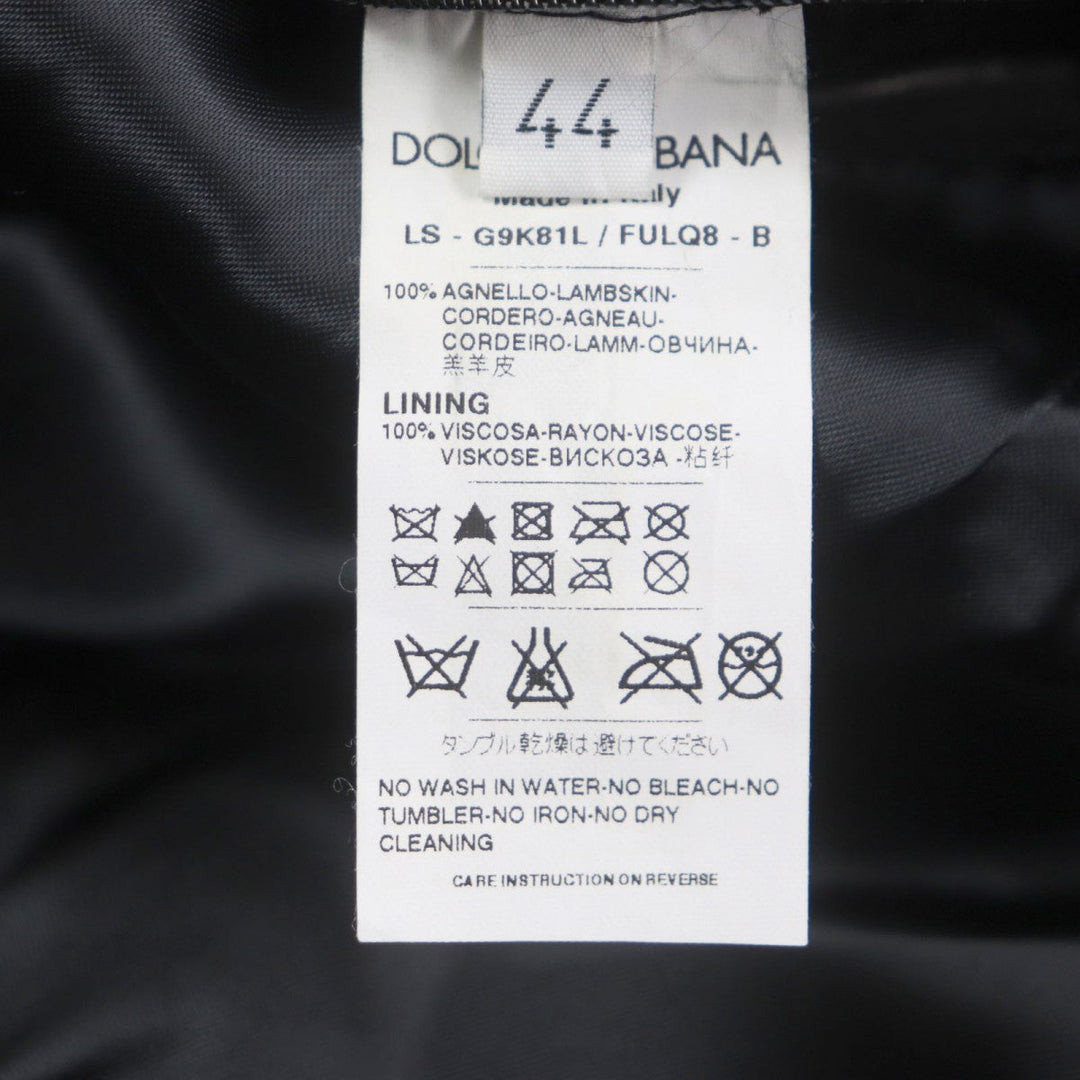 44
LS - G9K81L / FULQ8 - B
100% AGNELLO-LAMBSKIN-
CORDERO-AGNEAU-
CORDEIRO-LAMM-ОВЧИНА-
羔羊皮
LINING
100% VISCOSA-RAYON-VISCOSE-
VISKOSE-ВИСКОЗА -粘纤
タンブル乾燥は避けてください
NO WASH IN WATER-NO BLEACH-NO
TUMBLER-NO IRON-NO DRY
CLEANING
CARE INSTRUCTION ON REVERSE